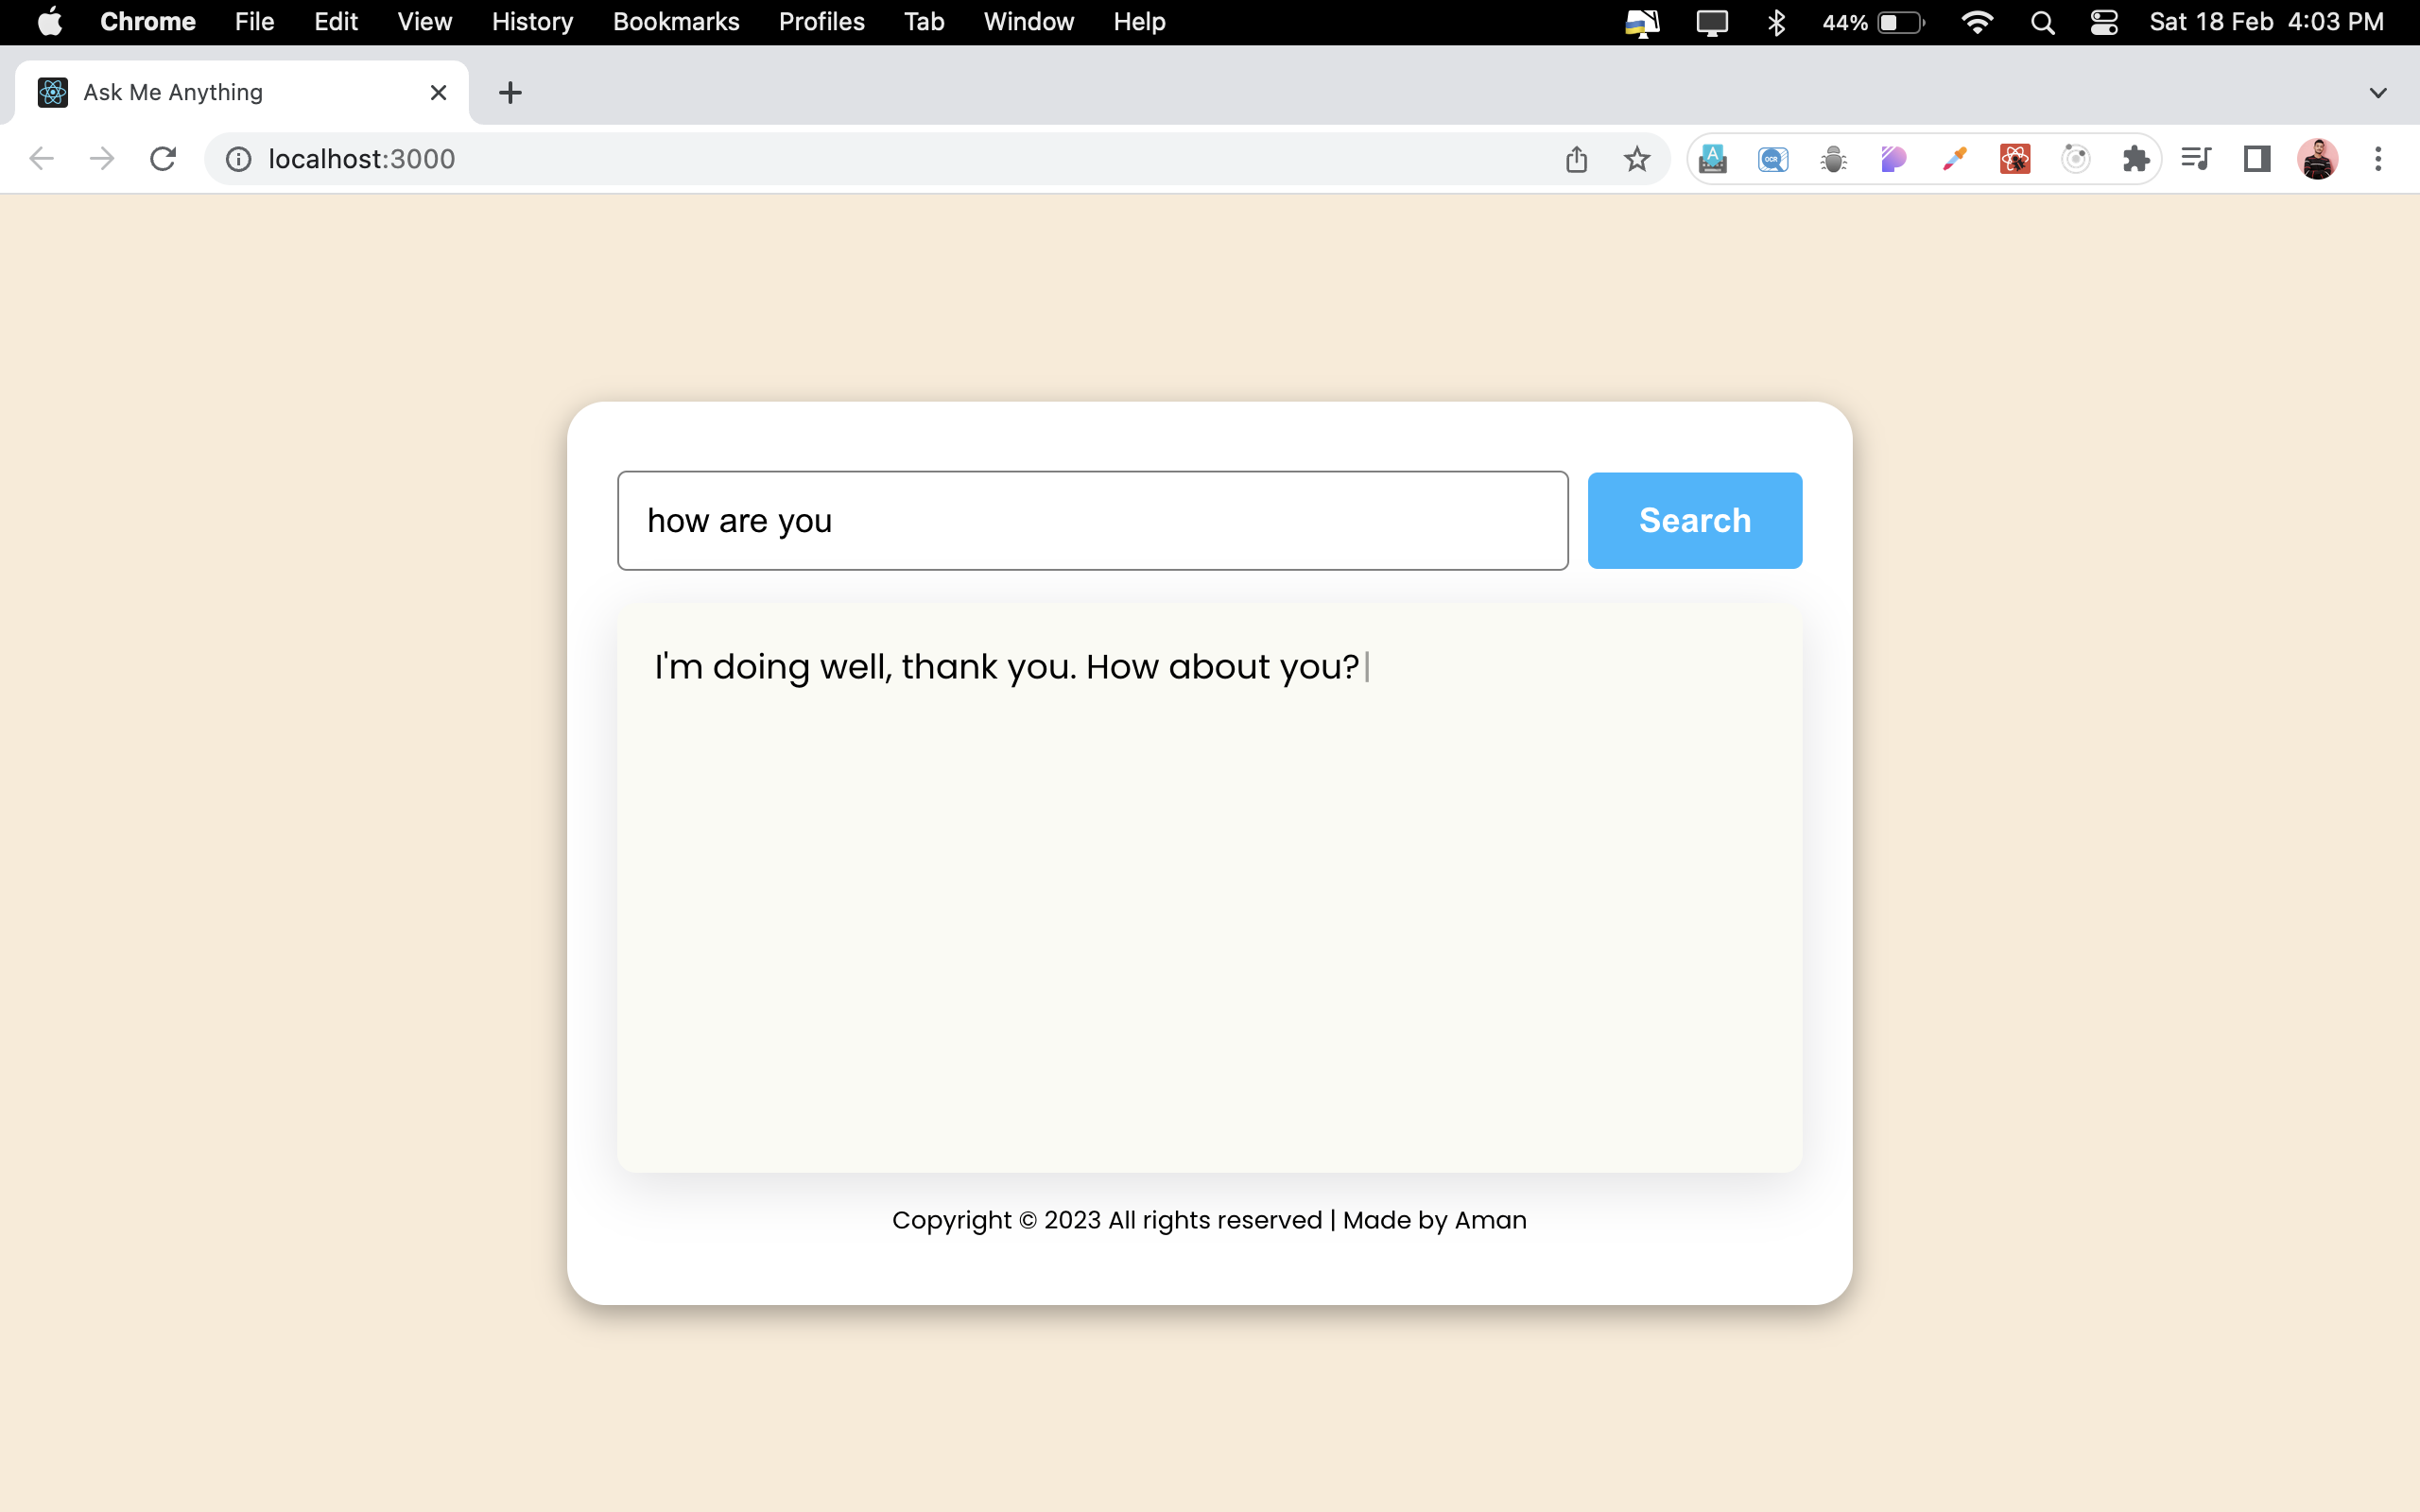 Chrome File Edit View History Bookmarks Profiles Tab Window Help 44% Sat 18 Feb 4:03 PM
Ask Me Anything
localhost:3000
A OCR
how are you Search
I'm doing well, thank you. How about you?
Copyright © 2023 All rights reserved | Made by Aman